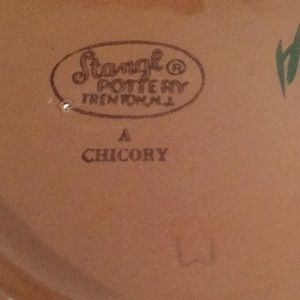 Stangl ®
POTTERY
TRENTON, N.J.
A
CHICORY